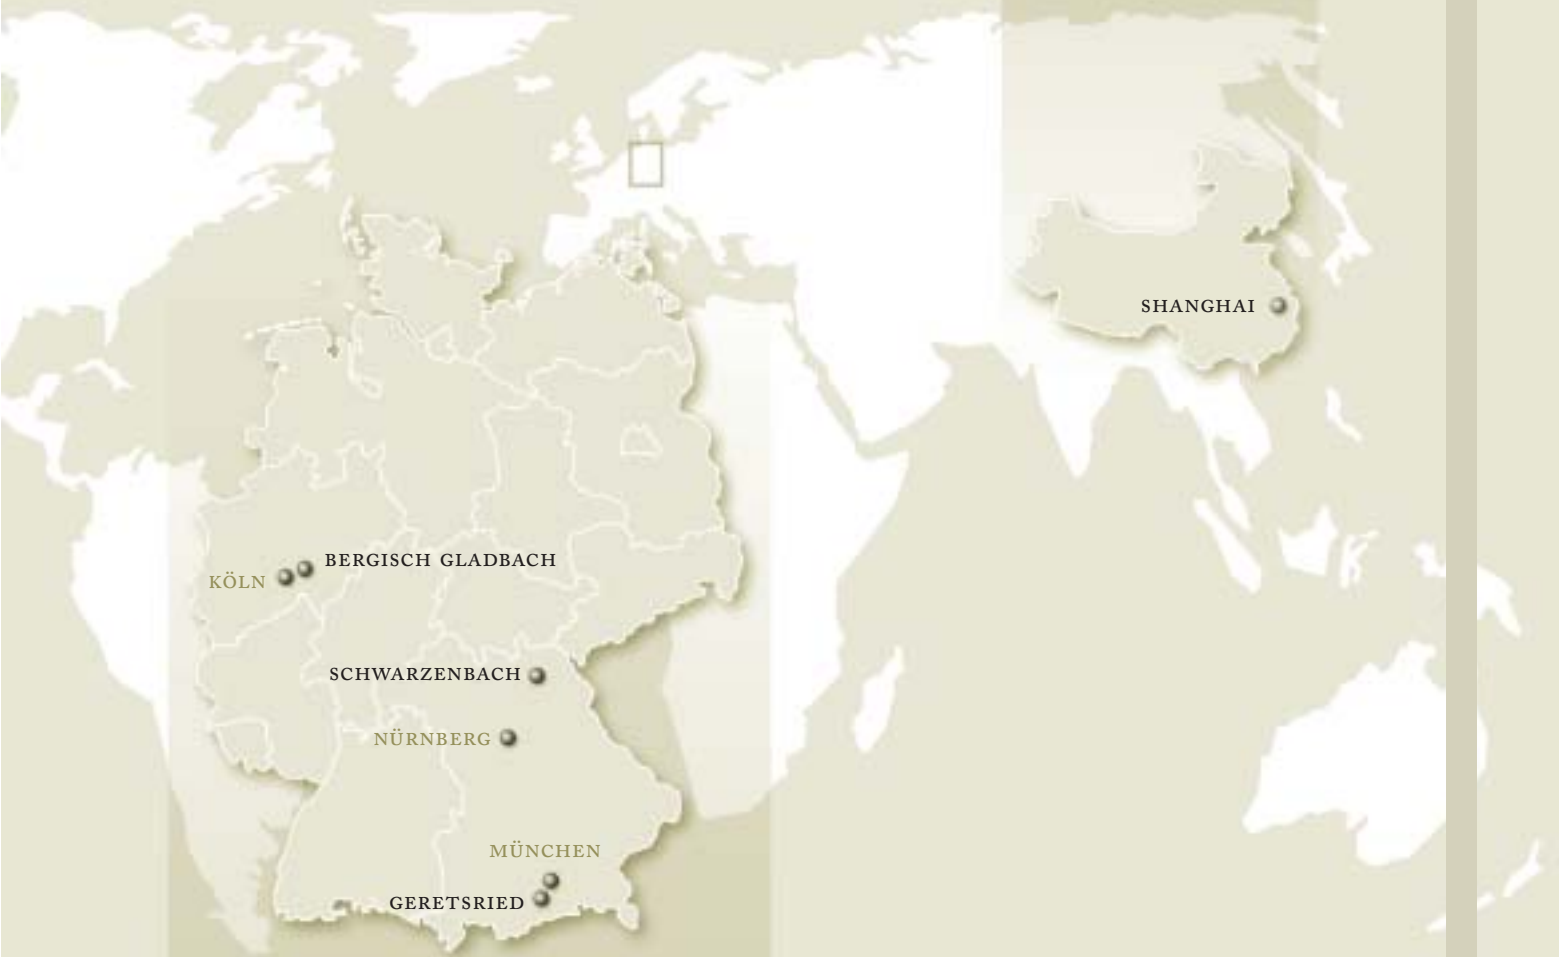 SHANGHAI
BERGISCH GLADBACH
KÖLN
SCHWARZENBACH
NÜRNBERG
MÜNCHEN
GERETSRIED